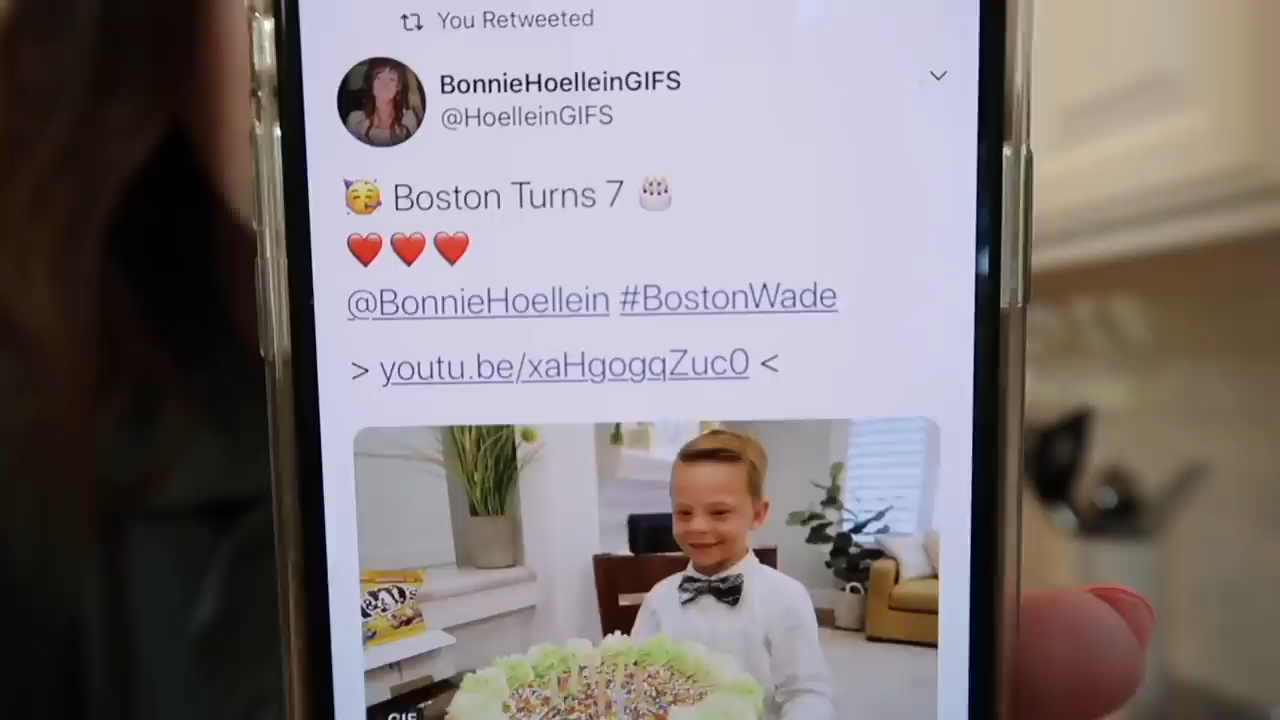 You Retweeted
BonnieHoelleinGIFS
@HoelleinGIFS
🥳 Boston Turns 7 🎂
❤️ ❤️ ❤️
@BonnieHoellein #BostonWade
> youtu.be/xaHgogqZuc0 <
M&M's
GIF